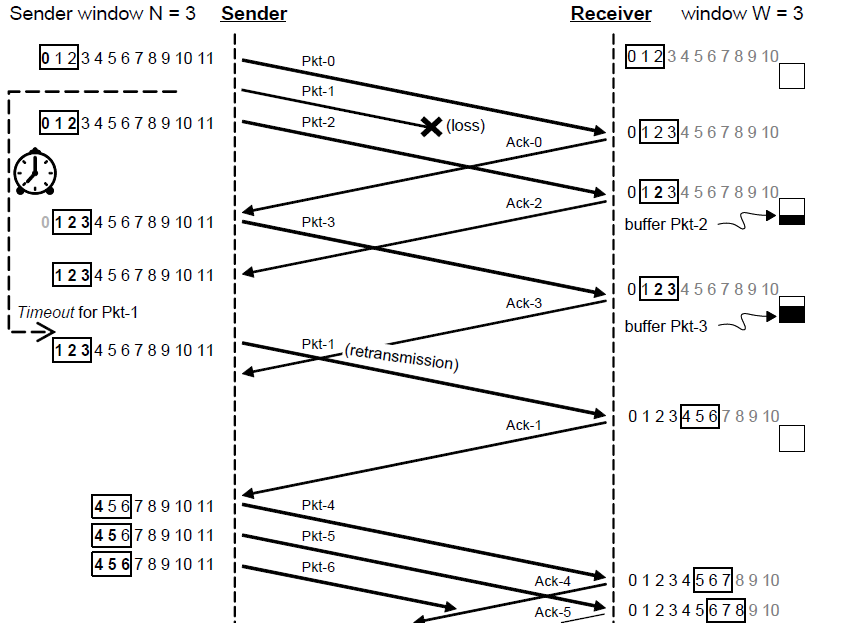 Sender window N = 3 Sender Receiver window W = 3
0 1 2 3 4 5 6 7 8 9 10 11 Pkt-0 0 1 2 3 4 5 6 7 8 9 10
Pkt-1
0 1 2 3 4 5 6 7 8 9 10 11 Pkt-2 (loss) 0 1 2 3 4 5 6 7 8 9 10
Ack-0
0 1 2 3 4 5 6 7 8 9 10
Ack-2
0 1 2 3 4 5 6 7 8 9 10 11 Pkt-3 buffer Pkt-2
1 2 3 4 5 6 7 8 9 10 11
0 1 2 3 4 5 6 7 8 9 10
Ack-3
Timeout for Pkt-1
buffer Pkt-3
1 2 3 4 5 6 7 8 9 10 11 Pkt-1 (retransmission)
0 1 2 3 4 5 6 7 8 9 10
Ack-1
4 5 6 7 8 9 10 11 Pkt-4
4 5 6 7 8 9 10 11 Pkt-5
4 5 6 7 8 9 10 11 Pkt-6
Ack-4 0 1 2 3 4 5 6 7 8 9 10
Ack-5 0 1 2 3 4 5 6 7 8 9 10